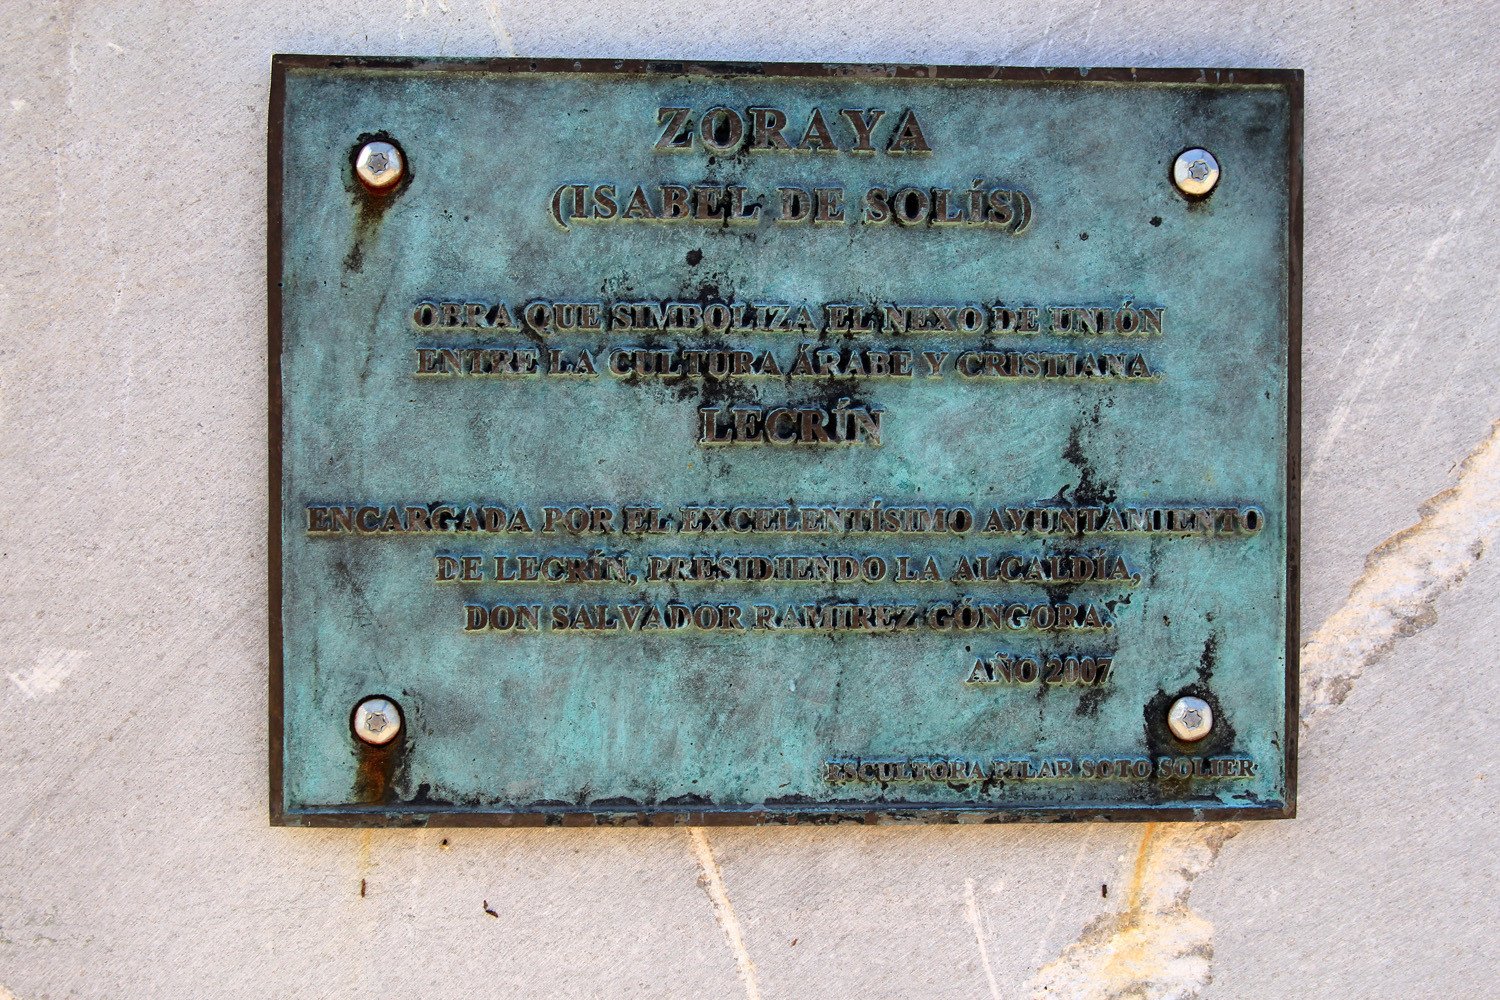 ZORAYA
(ISABEL DE SOLÍS)
OBRA QUE SIMBOLIZA EL NEXO DE UNIÓN
ENTRE LA CULTURA ÁRABE Y CRISTIANA.
LECRÍN
ENCARGADA POR EL EXCELENTÍSIMO AYUNTAMIENTO
DE LECRÍN, PRESIDIENDO LA ALCALDÍA,
DON SALVADOR RAMIREZ GÓNGORA.
AÑO 2007
ESCULTORA PILAR SOTO SOLIER